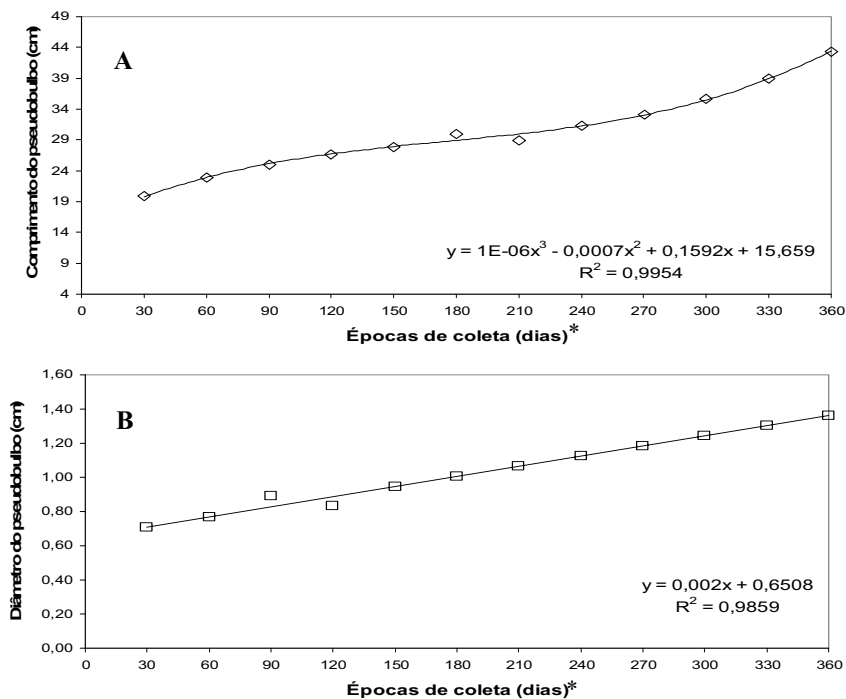 49
44
39
34
29
24
19
14
9
4
Comprimento do pseudobulbo (cm)
A
y = 1E-06x³ - 0,0007x² + 0,1592x + 15,659
R² = 0,9954
0 30 60 90 120 150 180 210 240 270 300 330 360
Épocas de coleta (dias)*
1,60
1,40
1,20
1,00
0,80
0,60
0,40
0,20
0,00
Diâmetro do pseudobulbo (cm)
B
y = 0,002x + 0,6508
R² = 0,9859
0 30 60 90 120 150 180 210 240 270 300 330 360
Épocas de coleta (dias)*